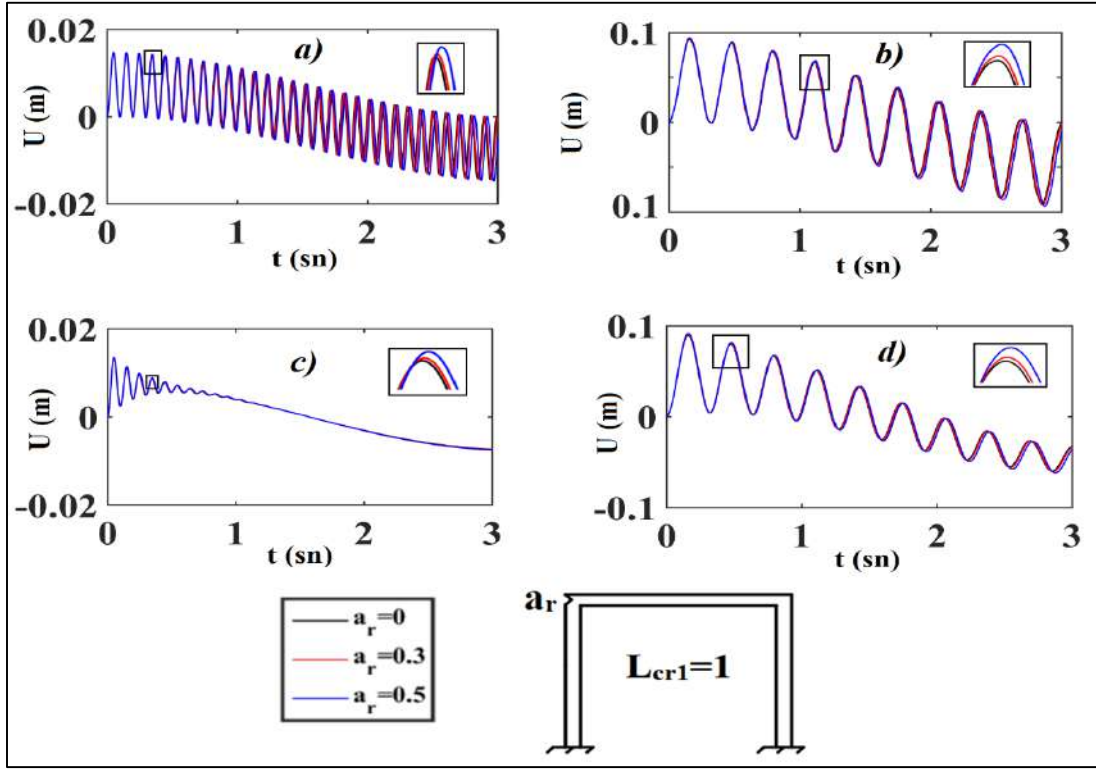 a)
0.02
0
-0.02
U (m)
0 1 2 3
t (sn)
b)
0.1
0
0.1
U (m)
0 1 2 3
t (sn)
c)
0.02
0
-0.02
U (m)
0 1 2 3
t (sn)
d)
0.1
0
-0.1
U (m)
0 1 2 3
t (sn)
a_r=0
a_r=0.3
a_r=0.5
a_r
L_cr1=1